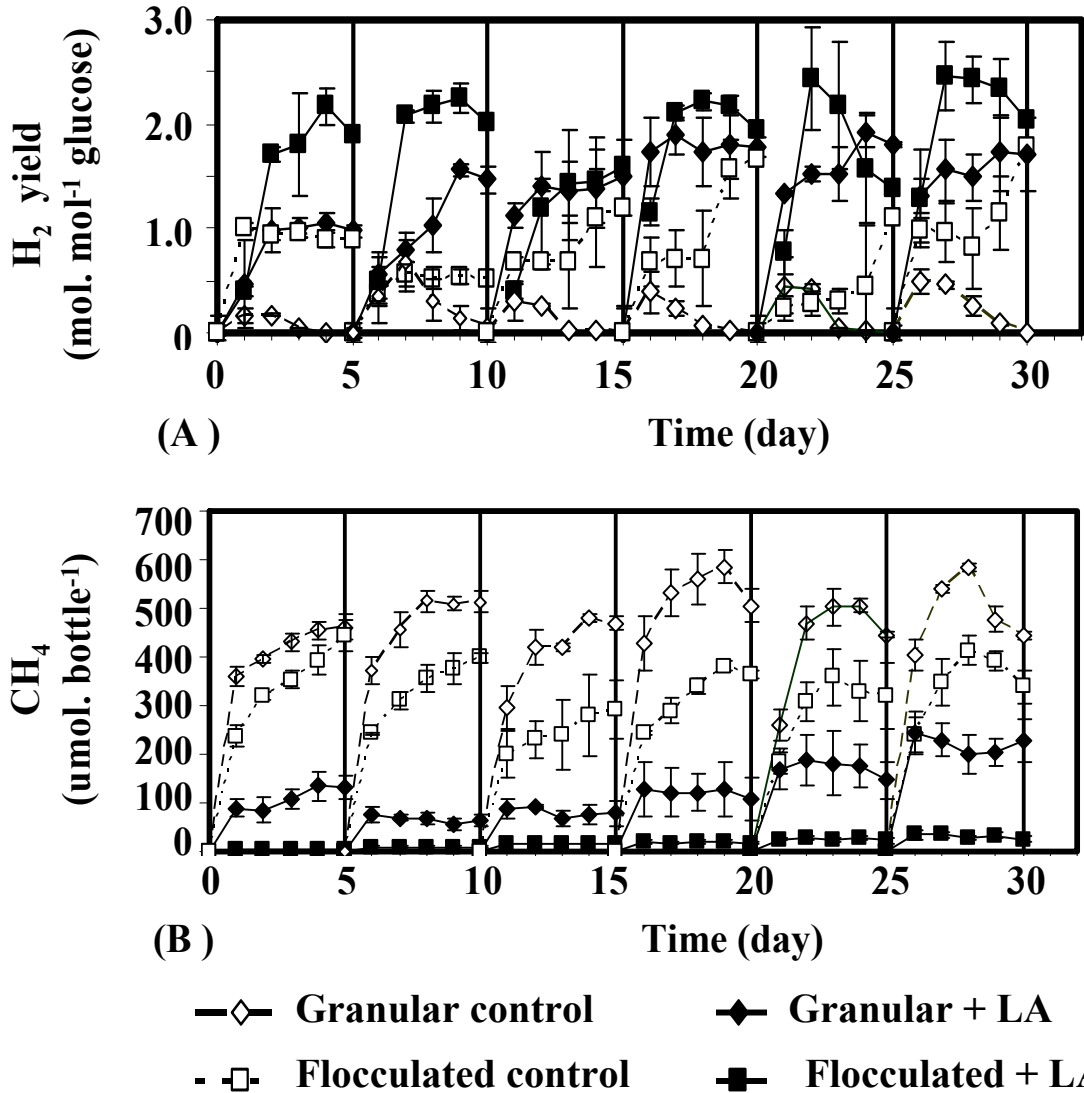 H₂ yield
(mol. mol⁻¹ glucose)
3.0
2.0
1.0
0
0 5 10 15 20 25 30
(A ) Time (day)
CH₄
(umol. bottle⁻¹)
700
600
500
400
300
200
100
0
0 5 10 15 20 25 30
(B ) Time (day)
Granular control Granular + LA
Flocculated control Flocculated + LA